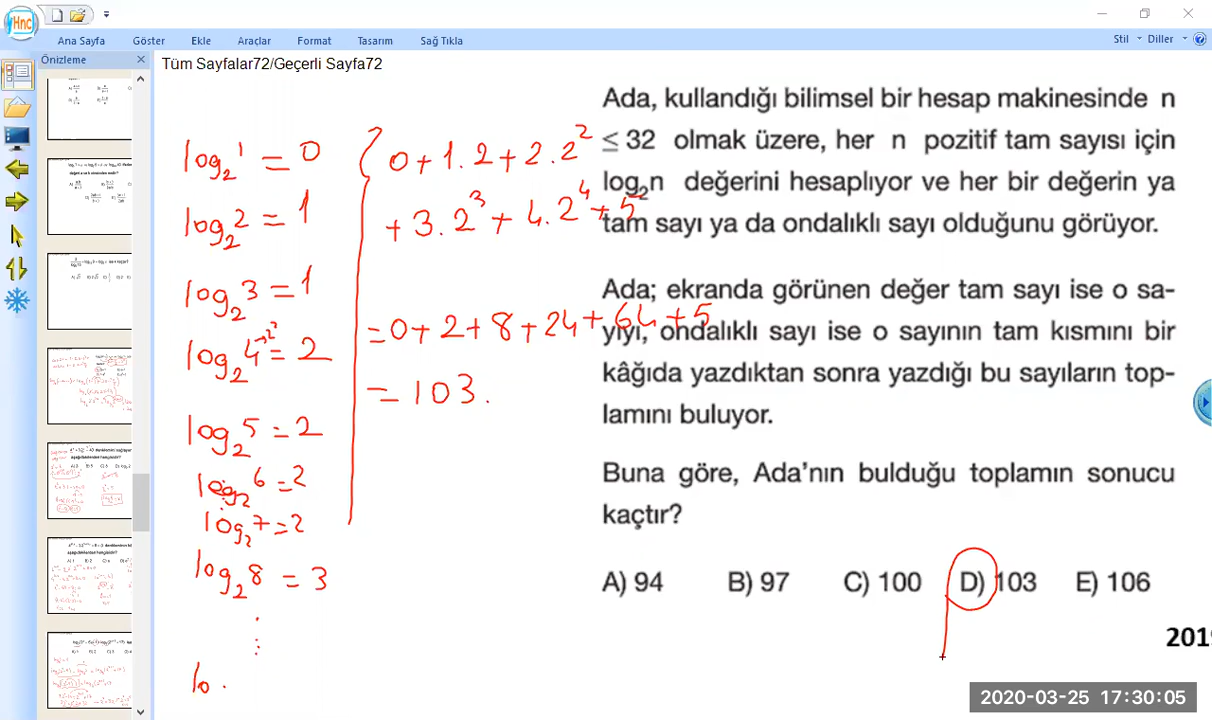 Hnc
Ana Sayfa Göster Ekle Araçlar Format Tasarım Sağ Tıkla Stil Diller
Önizleme
Tüm Sayfalar72/Geçerli Sayfa72
log₂1 = 0
log₂2 = 1
log₂3 = 1
log₂4→2² = 2
log₂5 = 2
log₂6 = 2
log₂7 = 2
log₂8 = 3
⋮
lo .
0 + 1.2 + 2.2²
+ 3.2³ + 4.2⁴ + 5
= 0 + 2 + 8 + 24 + 64 + 5
= 103.
Ada, kullandığı bilimsel bir hesap makinesinde n
≤ 32 olmak üzere, her n pozitif tam sayısı için
log₂n değerini hesaplıyor ve her bir değerin ya
tam sayı ya da ondalıklı sayı olduğunu görüyor.
Ada; ekranda görünen değer tam sayı ise o sa-
yıyı, ondalıklı sayı ise o sayının tam kısmını bir
kâğıda yazdıktan sonra yazdığı bu sayıların top-
lamını buluyor.
Buna göre, Ada'nın bulduğu toplamın sonucu
kaçtır?
A) 94 B) 97 C) 100 D) 103 E) 106
2019
2020-03-25 17:30:05